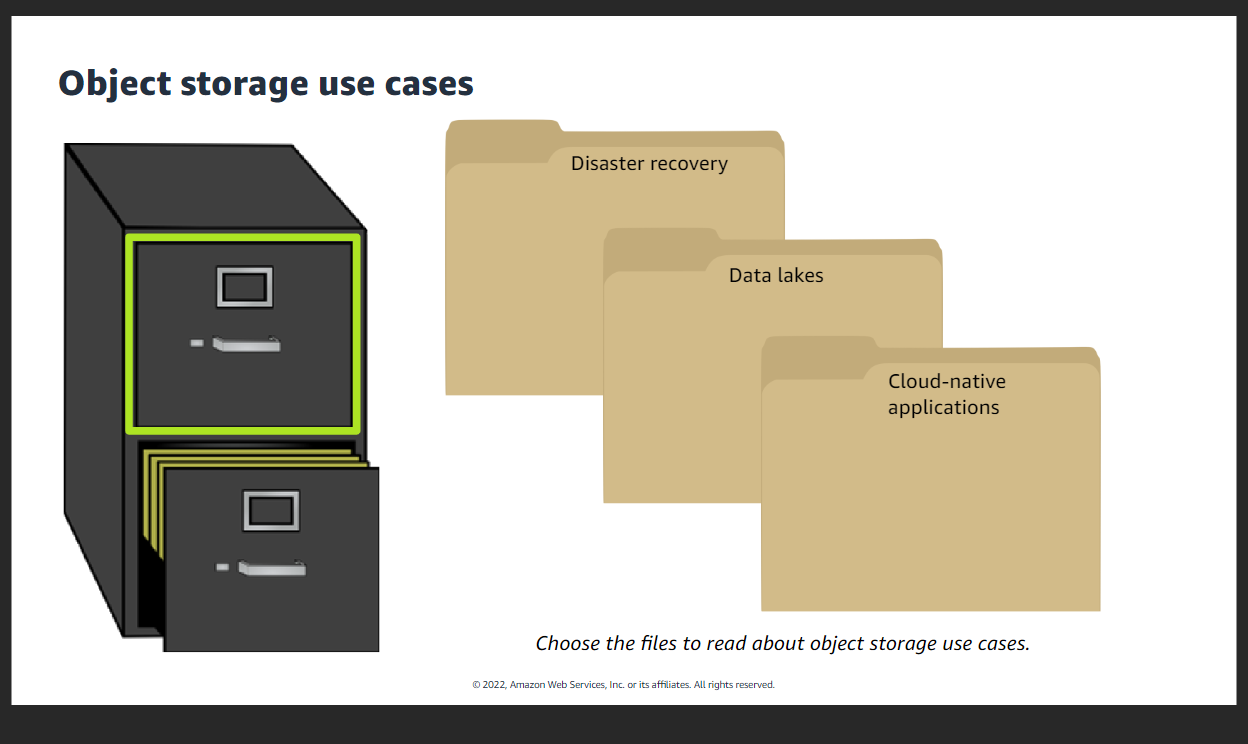 Object storage use cases
Disaster recovery
Data lakes
Cloud-native
applications
Choose the files to read about object storage use cases.
© 2022, Amazon Web Services, Inc. or its affiliates. All rights reserved.